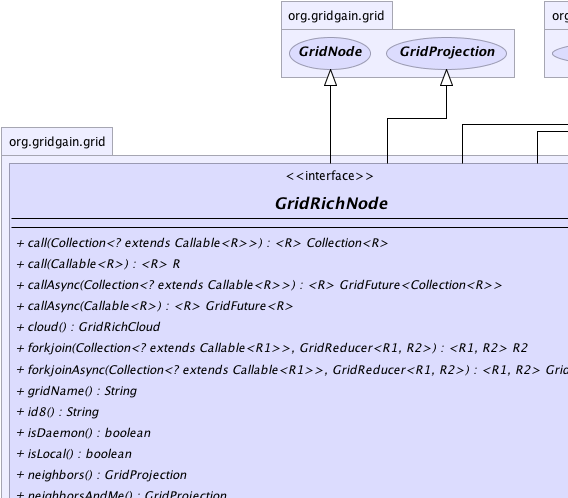 org.gridgain.grid
GridNode
GridProjection
org.gridgain.grid
<<interface>>
GridRichNode
+ call(Collection<? extends Callable<R>>) : <R> Collection<R>
+ call(Callable<R>) : <R> R
+ callAsync(Collection<? extends Callable<R>>) : <R> GridFuture<Collection<R>>
+ callAsync(Callable<R>) : <R> GridFuture<R>
+ cloud() : GridRichCloud
+ forkjoin(Collection<? extends Callable<R1>>, GridReducer<R1, R2>) : <R1, R2> R2
+ forkjoinAsync(Collection<? extends Callable<R1>>, GridReducer<R1, R2>) : <R1, R2> Grid
+ gridName() : String
+ id8() : String
+ isDaemon() : boolean
+ isLocal() : boolean
+ neighbors() : GridProjection
+ neighborsAndMe() : GridProjection